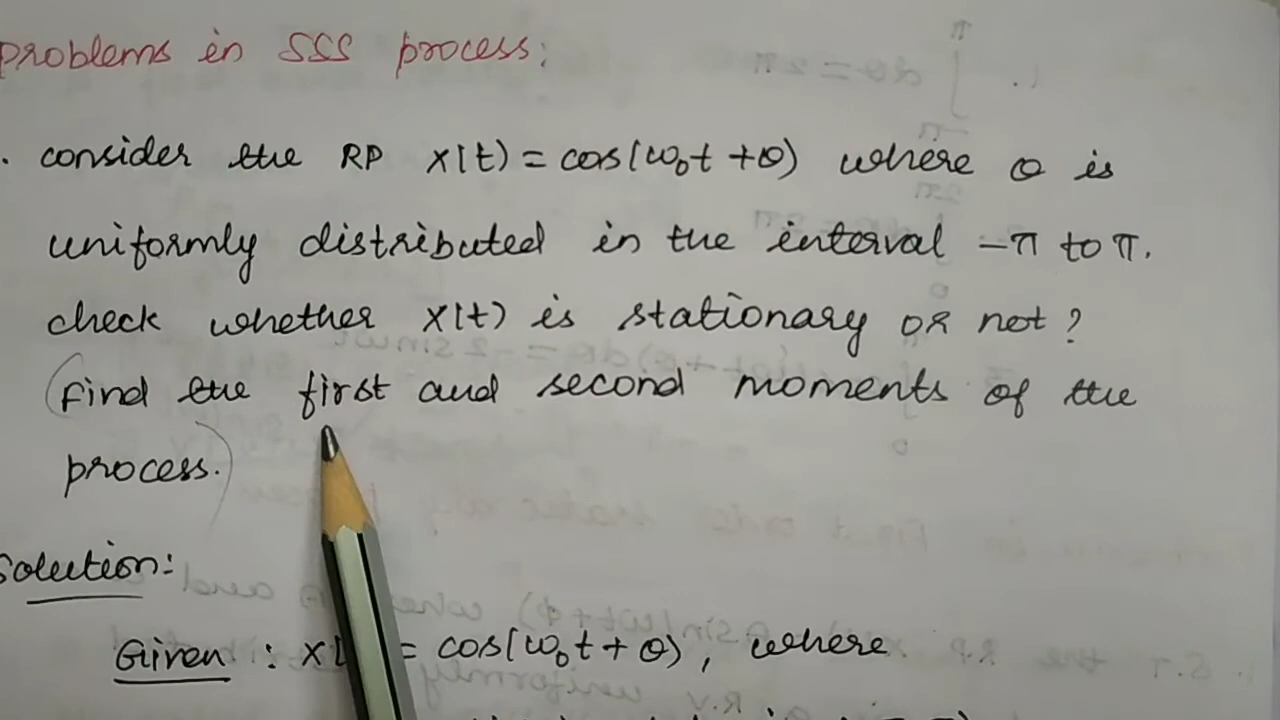 problems in SSS process:
. consider the RP X(t) = cos(ω₀t + θ) where θ is
uniformly distributed in the interval -π to π.
check whether X(t) is stationary OR not?
(Find the first and second moments of the
process.)
Solution:
Given : X = cos(ω₀t + θ), where